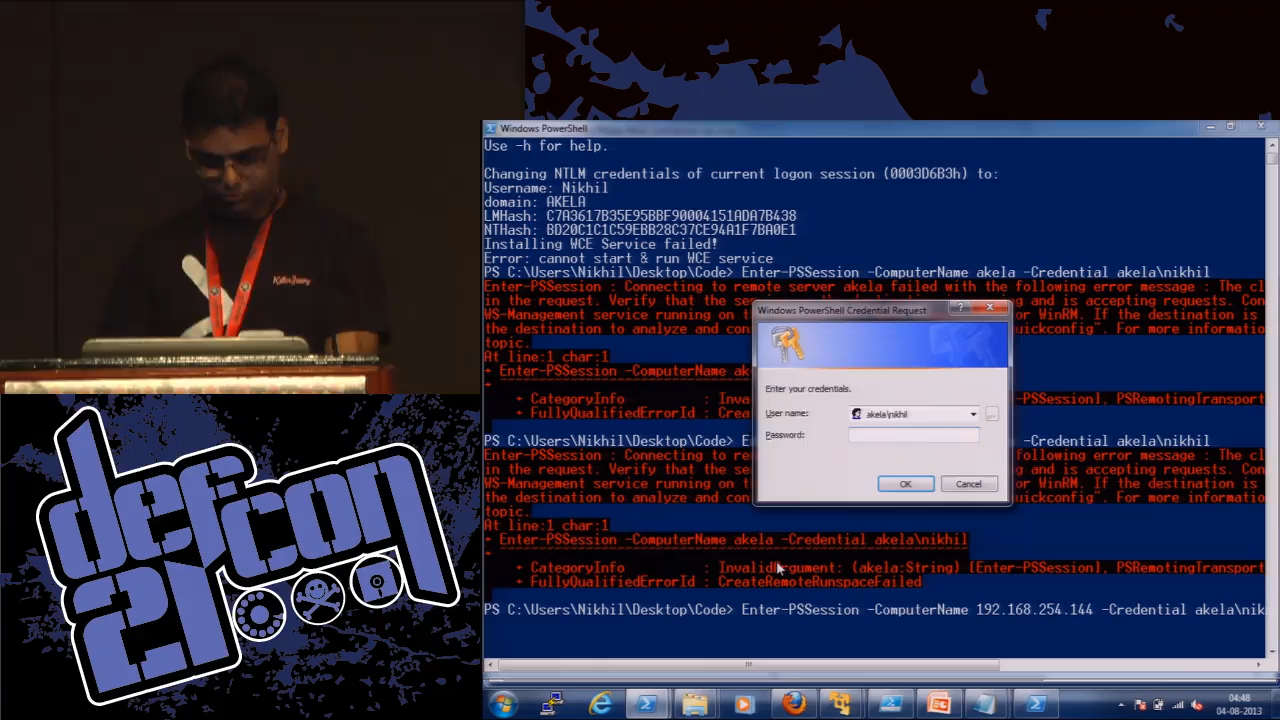 Windows PowerShell
Use -h for help.
Changing NTLM credentials of current logon session (0003D6B3h) to:
Username: Nikhil
domain: AKELA
LMHash: C7A3617B35E95BBF90004151ADA7B438
NTHash: BD20C1C1C59EBB28C37CE94A1F7BA0E1
Installing WCE Service failed!
Error: cannot start & run WCE service
PS C:\Users\Nikhil\Desktop\Code> Enter-PSSession -ComputerName akela -Credential akela\nikhil
Enter-PSSession : Connecting to remote server akela failed with the following error message : The cl
in the request. Verify that the se ng and is accepting requests. Con
WS-Management service running on t or WinRM. If the destination is
the destination to analyze and con uickconfig". For more informatio
topic.
At line:1 char:1
+ Enter-PSSession -ComputerName ak
+
+ CategoryInfo : Inva ], PSRemotingTransport
+ FullyQualifiedErrorId : Crea
PS C:\Users\Nikhil\Desktop\Code> En -Credential akela\nikhil
Enter-PSSession : Connecting to re following error message : The cl
in the request. Verify that the se ng and is accepting requests. Con
WS-Management service running on t or WinRM. If the destination is
the destination to analyze and con uickconfig". For more informatio
topic.
At line:1 char:1
+ Enter-PSSession -ComputerName akela -Credential akela\nikhil
+
+ CategoryInfo : InvalidArgument: (akela:String) [Enter-PSSession], PSRemotingTransport
+ FullyQualifiedErrorId : CreateRemoteRunspaceFailed
PS C:\Users\Nikhil\Desktop\Code> Enter-PSSession -ComputerName 192.168.254.144 -Credential akela\nik
Windows PowerShell Credential Request
Enter your credentials.
User name: akela\nikhil
Password:
OK Cancel
defcon
21
04:48
04-08-2013